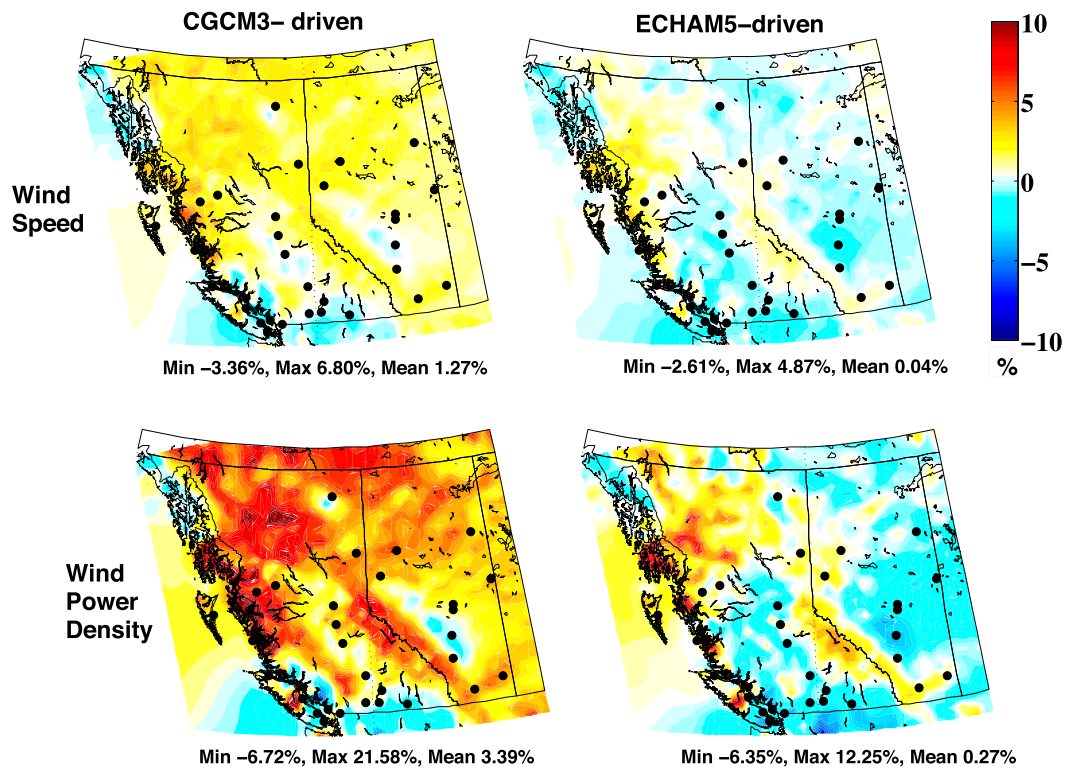 CGCM3− driven
ECHAM5−driven
10
5
0
−5
−10
%
Wind
Speed
Min −3.36%, Max 6.80%, Mean 1.27%
Min −2.61%, Max 4.87%, Mean 0.04%
Wind
Power
Density
Min −6.72%, Max 21.58%, Mean 3.39%
Min −6.35%, Max 12.25%, Mean 0.27%